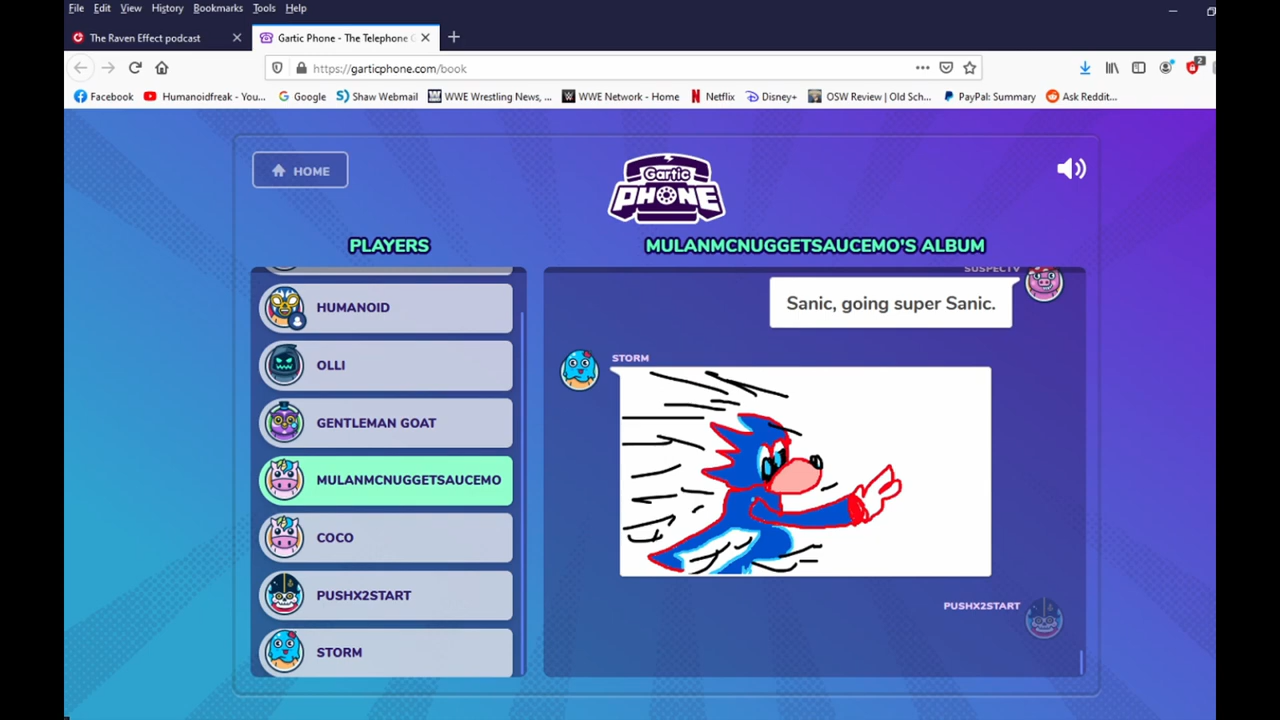 File Edit View History Bookmarks Tools Help
The Raven Effect podcast
Gartic Phone - The Telephone G
https://garticphone.com/book
2
Facebook
Humanoidfreak - You...
Google
Shaw Webmail
WWE Wrestling News, ...
WWE Network - Home
Netflix
Disney+
OSW Review | Old Sch...
PayPal: Summary
Ask Reddit...
HOME
Gartic
PHONE
PLAYERS
HUMANOID
OLLI
GENTLEMAN GOAT
MULANMCNUGGETSAUCEMO
COCO
PUSHX2START
STORM
MULANMCNUGGETSAUCEMO'S ALBUM
SUSPECTV
Sanic, going super Sanic.
STORM
PUSHX2START